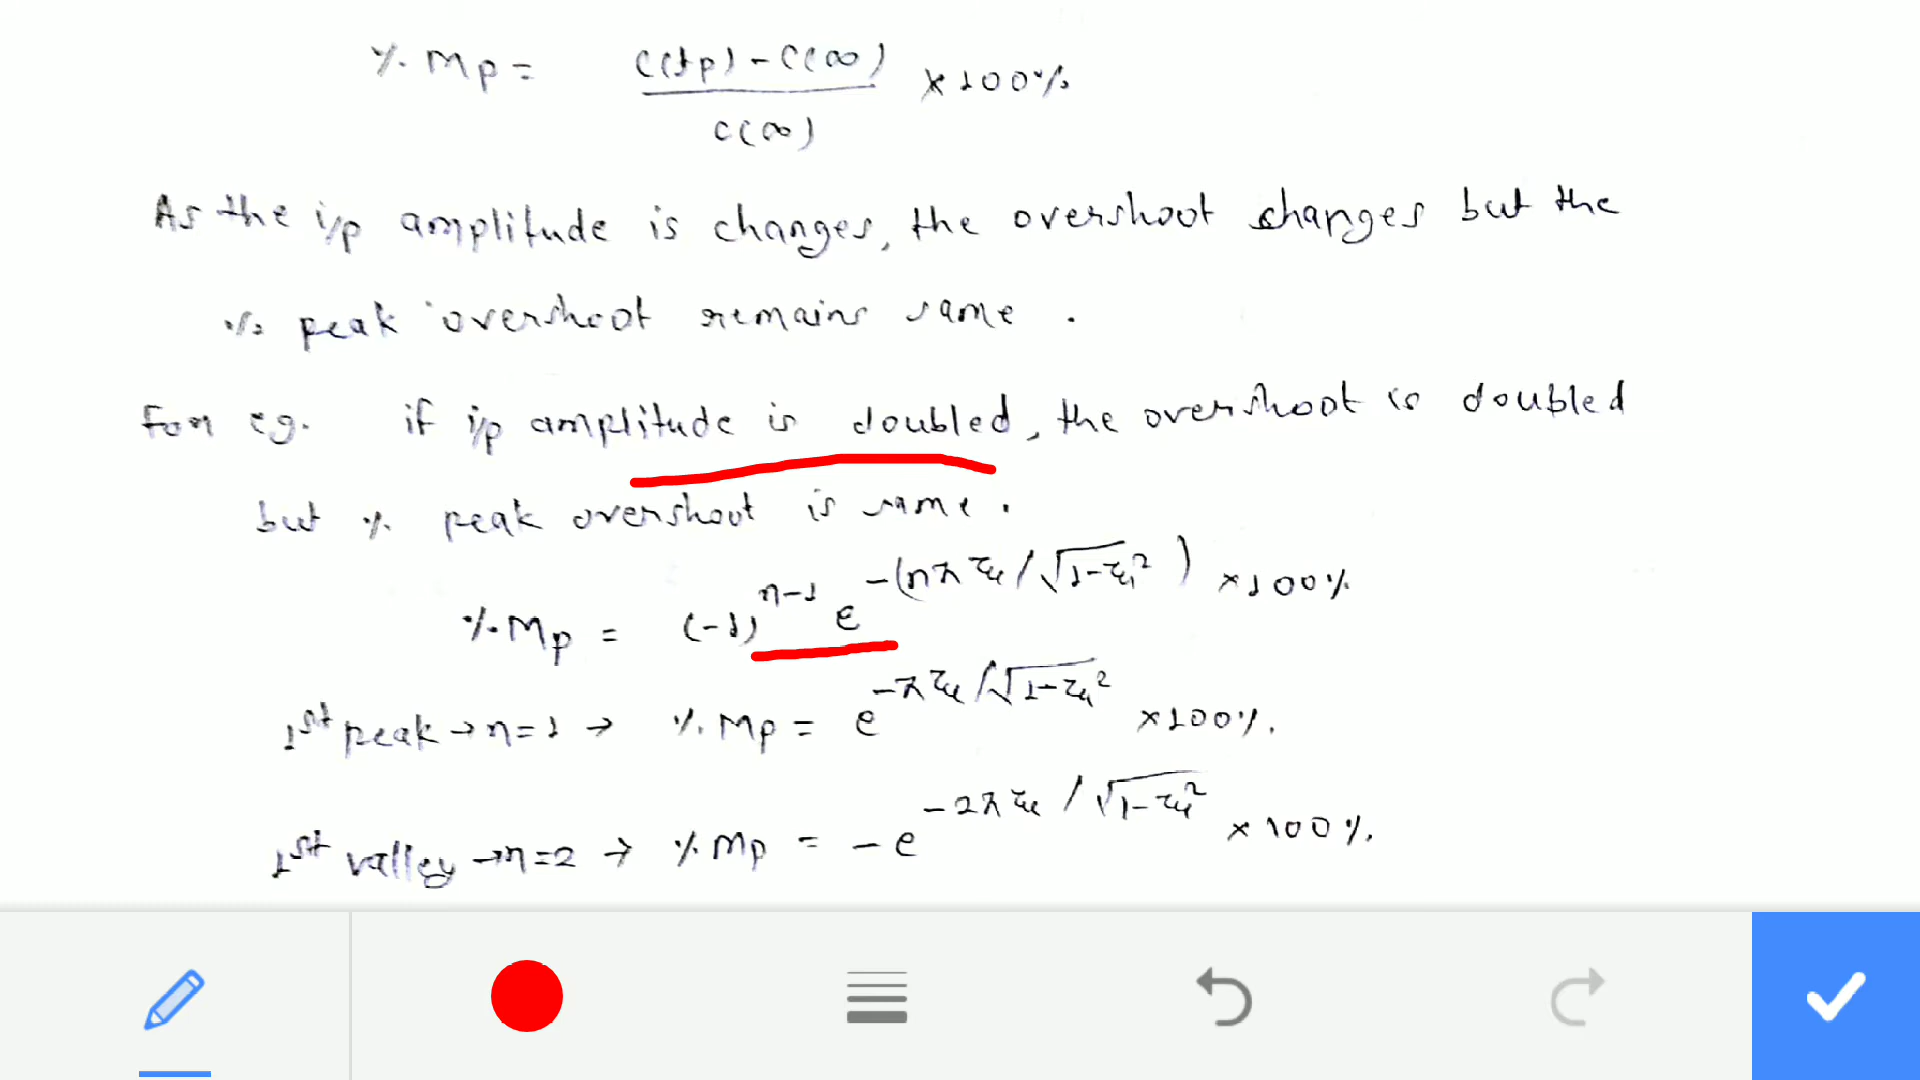 % Mp = (c(tp) - c(∞)) / c(∞) × 100%
As the i/p amplitude is changes, the overshoot changes but the
% peak overshoot remains same .
For eg. if i/p amplitude is doubled, the overshoot is doubled
but % peak overshoot is same .
% Mp = (-1)^(n-1) e^(-(nπξ/√(1-ξ²))) × 100%
1st peak → n=1 → % Mp = e^(-πξ/√(1-ξ²)) × 100%.
1st valley → n=2 → % Mp = - e^(-2πξ/√(1-ξ²)) × 100%.